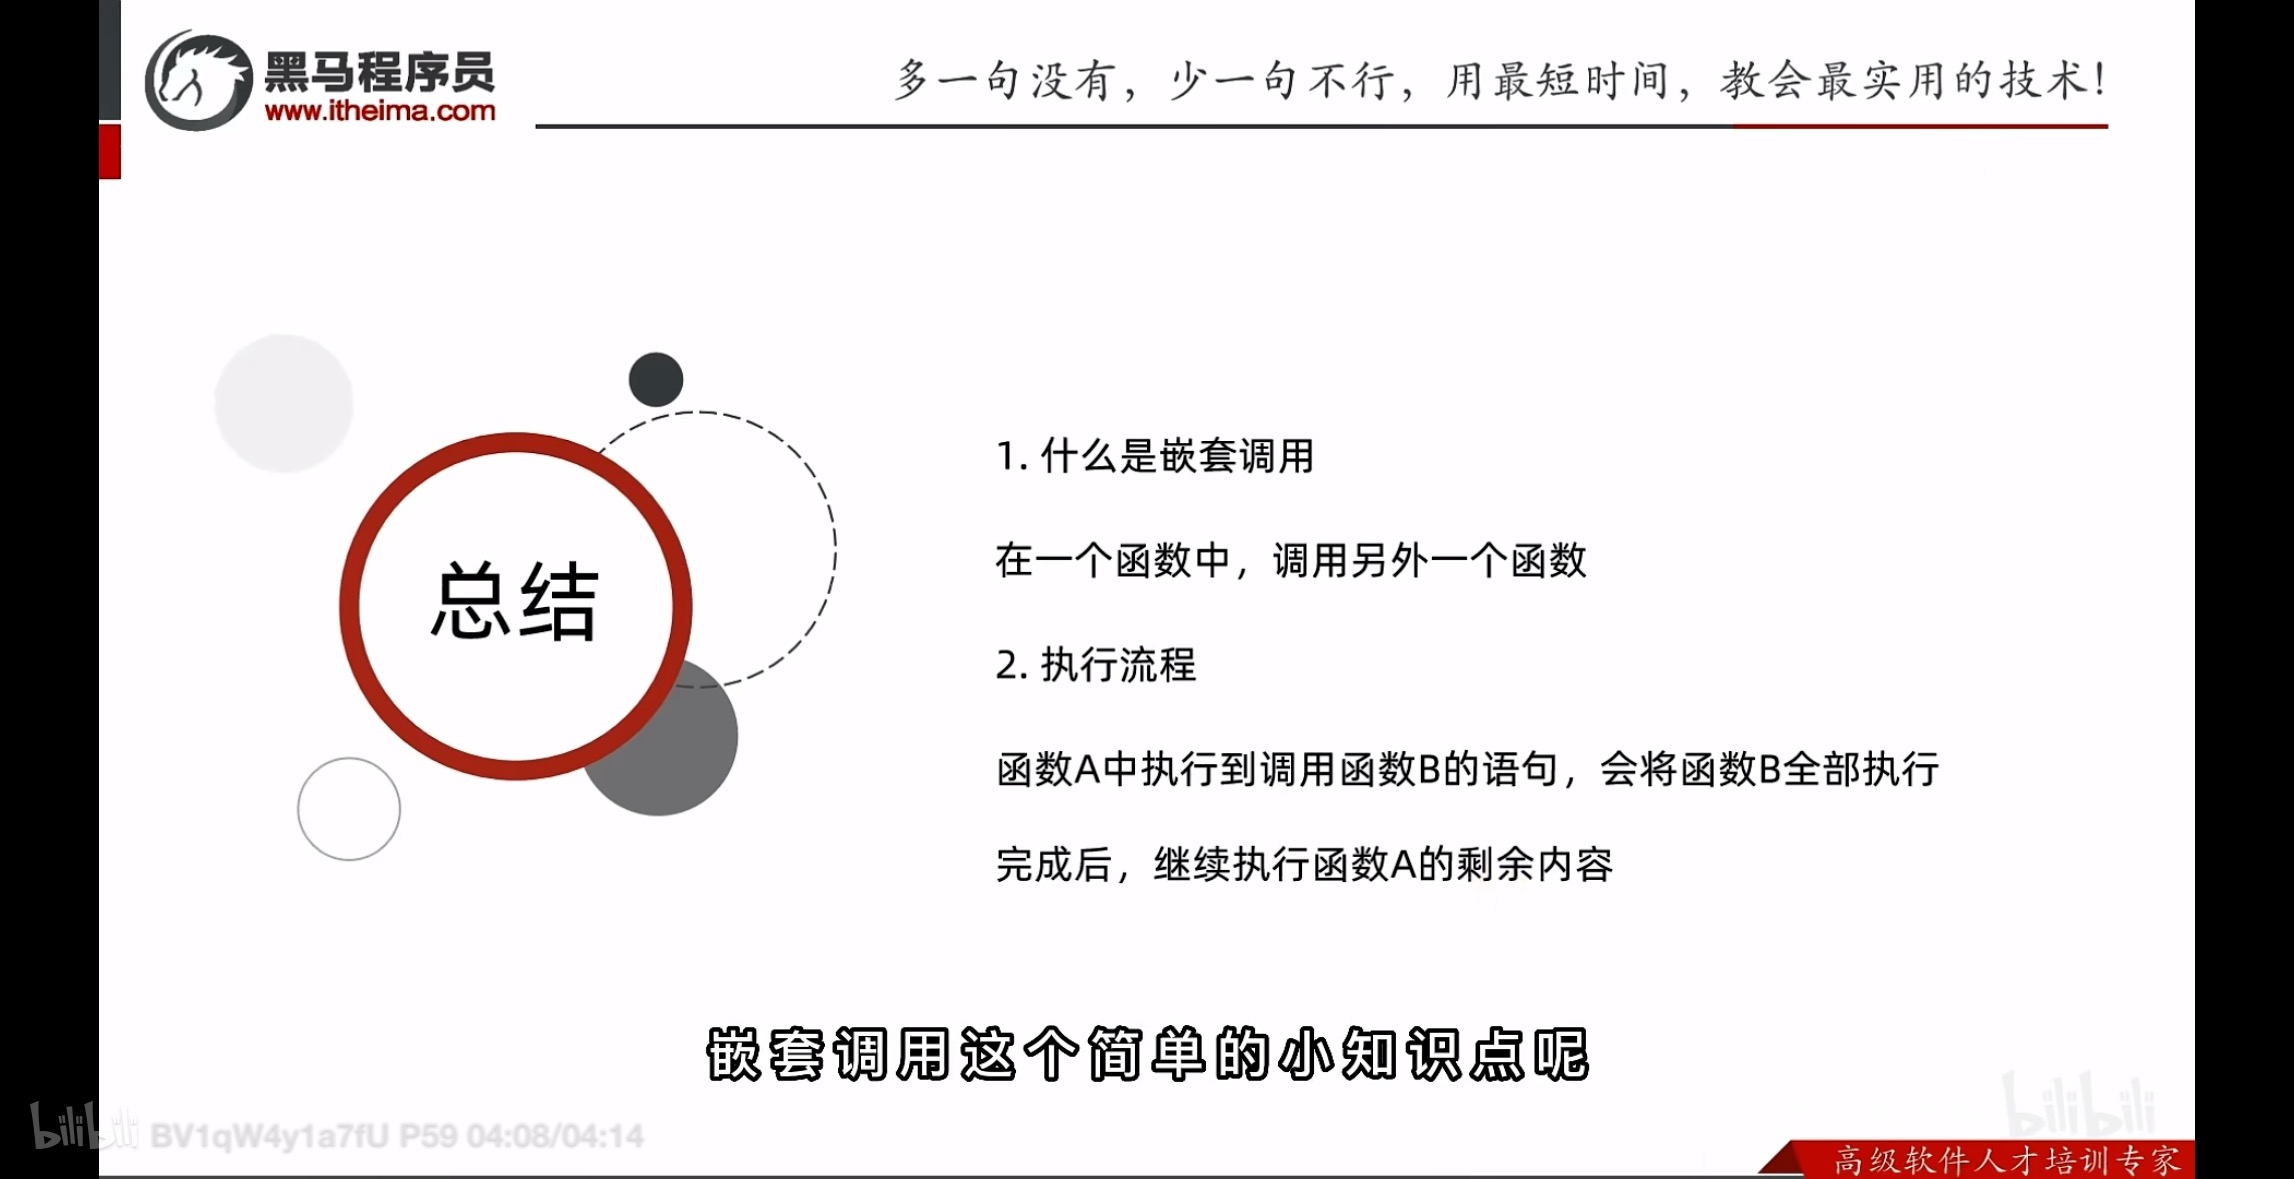 黑马程序员
www.itheima.com
多一句没有，少一句不行，用最短时间，教会最实用的技术！
总结
1. 什么是嵌套调用
在一个函数中，调用另外一个函数
2. 执行流程
函数A中执行到调用函数B的语句，会将函数B全部执行
完成后，继续执行函数A的剩余内容
嵌套调用这个简单的小知识点呢
bilibili BV1qW4y1a7fU P59 04:08/04:14
bilibili
高级软件人才培训专家